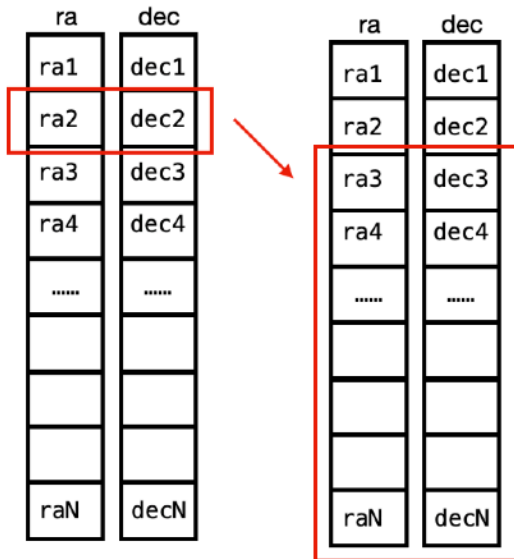 ra dec
ra1 dec1
ra2 dec2
ra3 dec3
ra4 dec4
...... ......
raN decN
ra dec
ra1 dec1
ra2 dec2
ra3 dec3
ra4 dec4
...... ......
raN decN